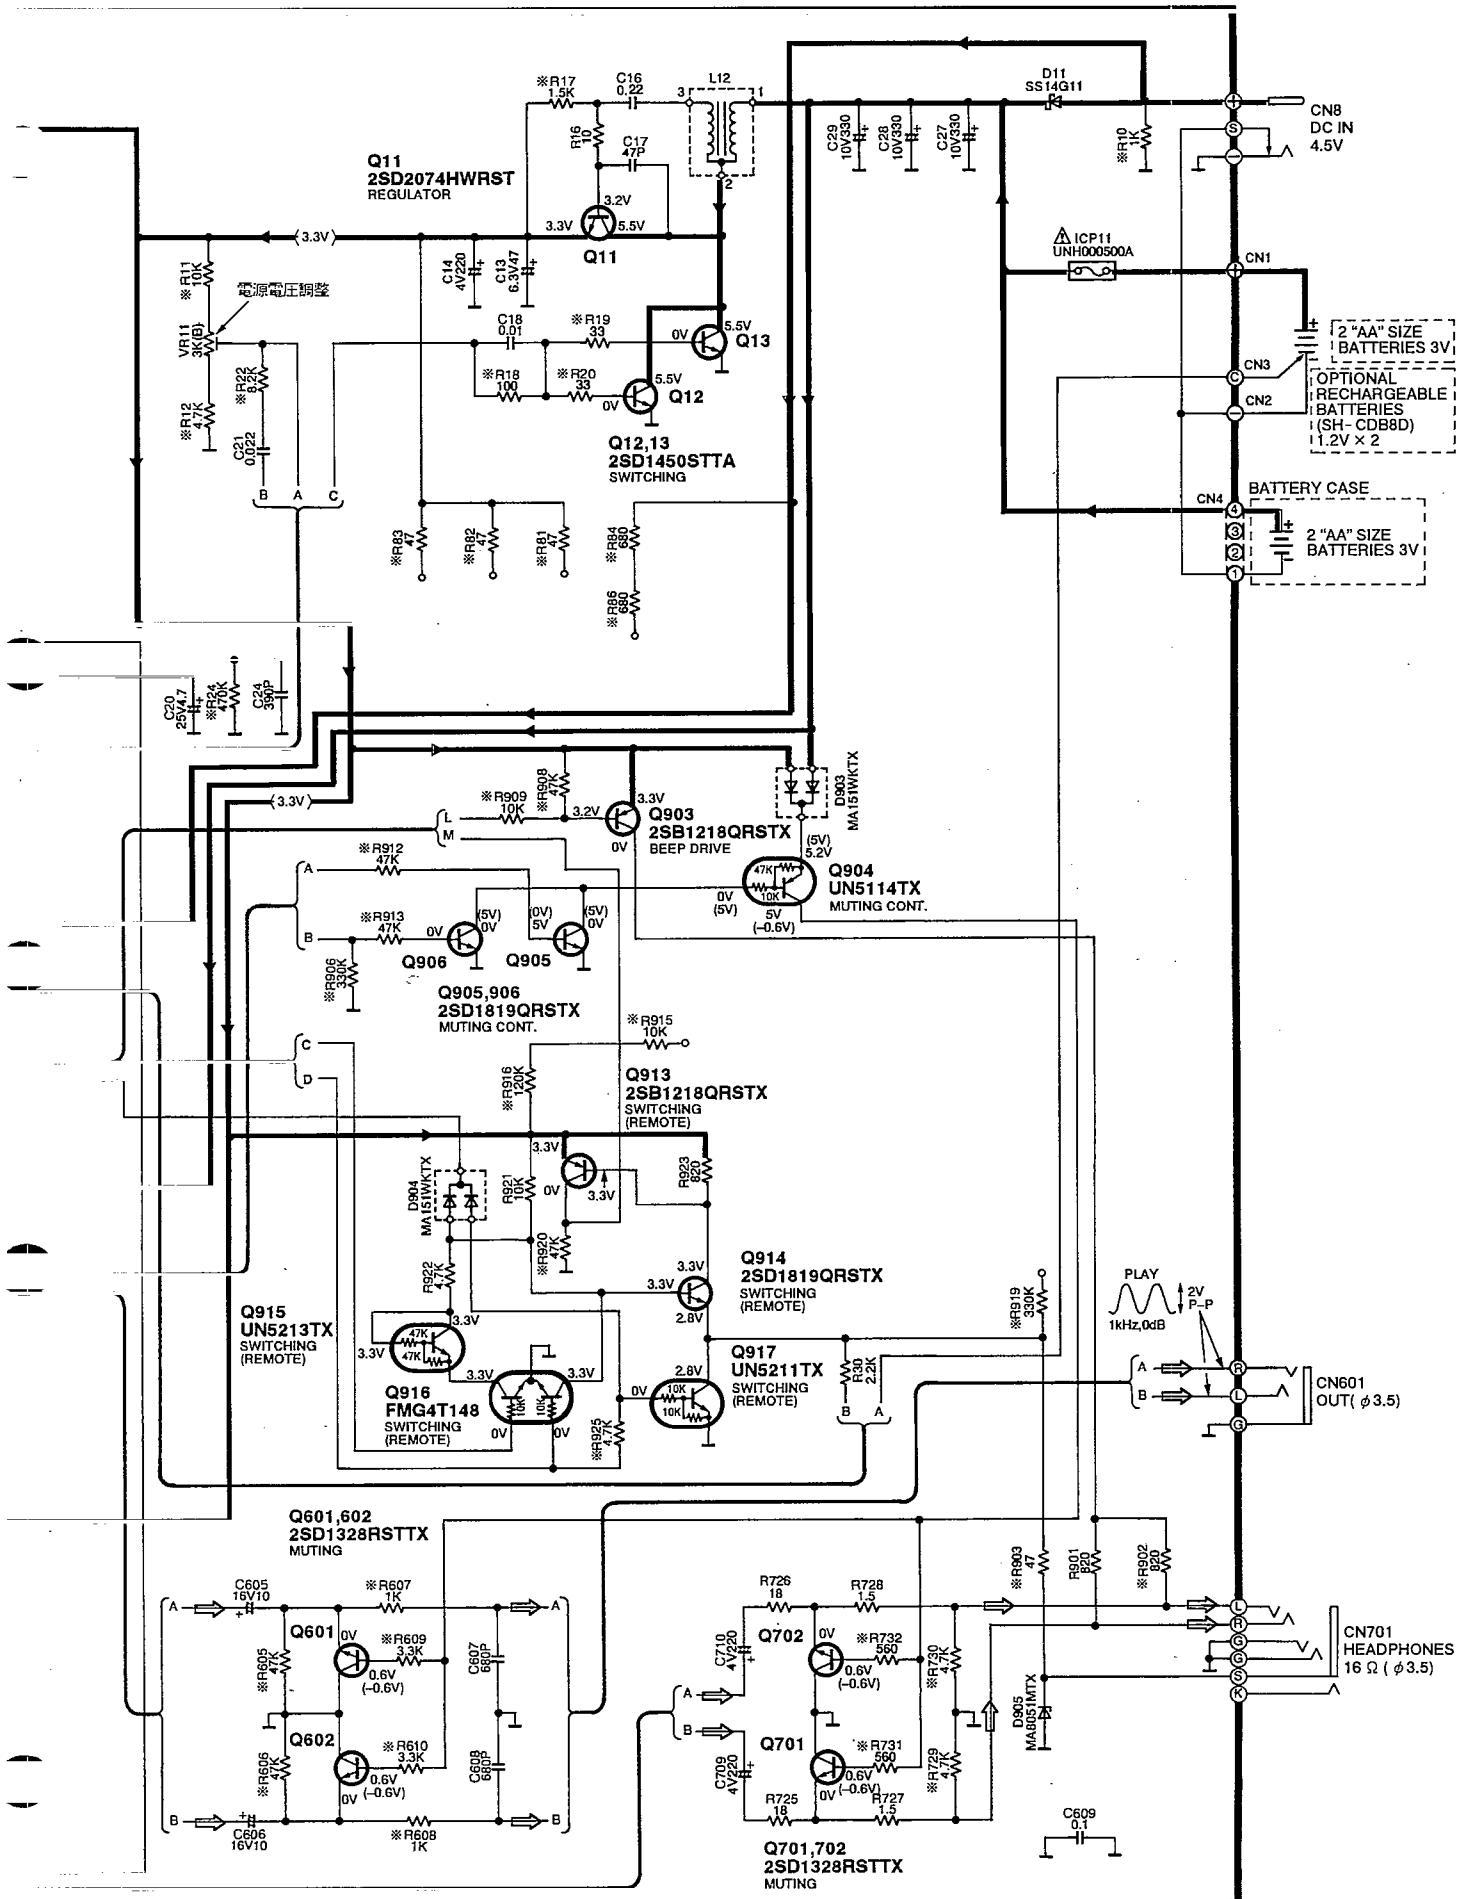 ※R17
1.5K
C16
0.22
L12
3
1
2
R16
10
C17
47P
Q11
2SD2074HWRST
REGULATOR
3.2V
3.3V
5.5V
Q11
C29
10V330
C28
10V330
C27
10V330
D11
SS14G11
※R10
1K
CN8
DC IN
4.5V
+
S
−
(3.3V)
※R11
10K
電源電圧調整
VR11
3K(B)
※R22
8.2K
※R12
4.7K
C21
0.022
B A C
C14
4V220
C13
6.3V47
C18
0.01
※R19
33
0V
5.5V
Q13
※R18
100
※R20
33
5.5V
0V
Q12
Q12,13
2SD1450STTA
SWITCHING
⚠ ICP11
UNH000500A
CN1
+
2 "AA" SIZE
BATTERIES 3V
CN3
C
CN2
−
OPTIONAL
RECHARGEABLE
BATTERIES
(SH-CDB8D)
1.2V × 2
CN4
BATTERY CASE
4
3
2
1
2 "AA" SIZE
BATTERIES 3V
※R83
47
※R82
47
※R81
47
※R84
680
※R86
680
C20
25V4.7
※R24
470K
C24
390P
(3.3V)
※R909
10K
※R908
47K
L
M
3.2V
3.3V
0V
Q903
2SB1218QRSTX
BEEP DRIVE
D903
MA151WKTX
(5V)
5.2V
47K
10K
Q904
UN5114TX
MUTING CONT.
0V
(5V)
5V
(−0.6V)
※R912
47K
A
※R913
47K
B
※R906
330K
0V
(5V)
0V
(0V)
5V
(5V)
0V
Q906
Q905
Q905,906
2SD1819QRSTX
MUTING CONT.
C
D
※R915
10K
※R916
120K
Q913
2SB1218QRSTX
SWITCHING
(REMOTE)
3.3V
0V
3.3V
R923
820
D904
MA151WKTX
R921
10K
※R920
47K
R922
4.7K
Q914
2SD1819QRSTX
SWITCHING
(REMOTE)
3.3V
3.3V
2.8V
※R919
330K
Q915
UN5213TX
SWITCHING
(REMOTE)
3.3V
47K
47K
3.3V
3.3V
3.3V
Q916
FMG4T148
SWITCHING
(REMOTE)
10K
10K
0V
0V
※R925
4.7K
0V
2.8V
10K
10K
Q917
UN5211TX
SWITCHING
(REMOTE)
R30
2.2K
B A
PLAY
2V
P-P
1kHz,0dB
A
B
R
L
G
CN601
OUT( φ3.5)
Q601,602
2SD1328RSTTX
MUTING
A
C605
16V10
※R607
1K
A
Q601
0V
※R609
3.3K
0.6V
(−0.6V)
※R605
47K
C607
680P
Q602
※R606
47K
※R610
3.3K
0.6V
(−0.6V)
0V
C608
680P
B
C606
16V10
※R608
1K
B
R726
18
R728
1.5
C710
4V220
Q702
0V
※R732
560
0.6V
(−0.6V)
※R730
4.7K
A
B
Q701
※R731
560
0.6V
(−0.6V)
0V
※R729
4.7K
C709
4V220
R725
18
R727
1.5
Q701,702
2SD1328RSTTX
MUTING
※R903
47
R901
820
※R902
820
D905
MA8051MTX
L
R
G
G
S
K
CN701
HEADPHONES
16 Ω ( φ3.5)
C609
0.1